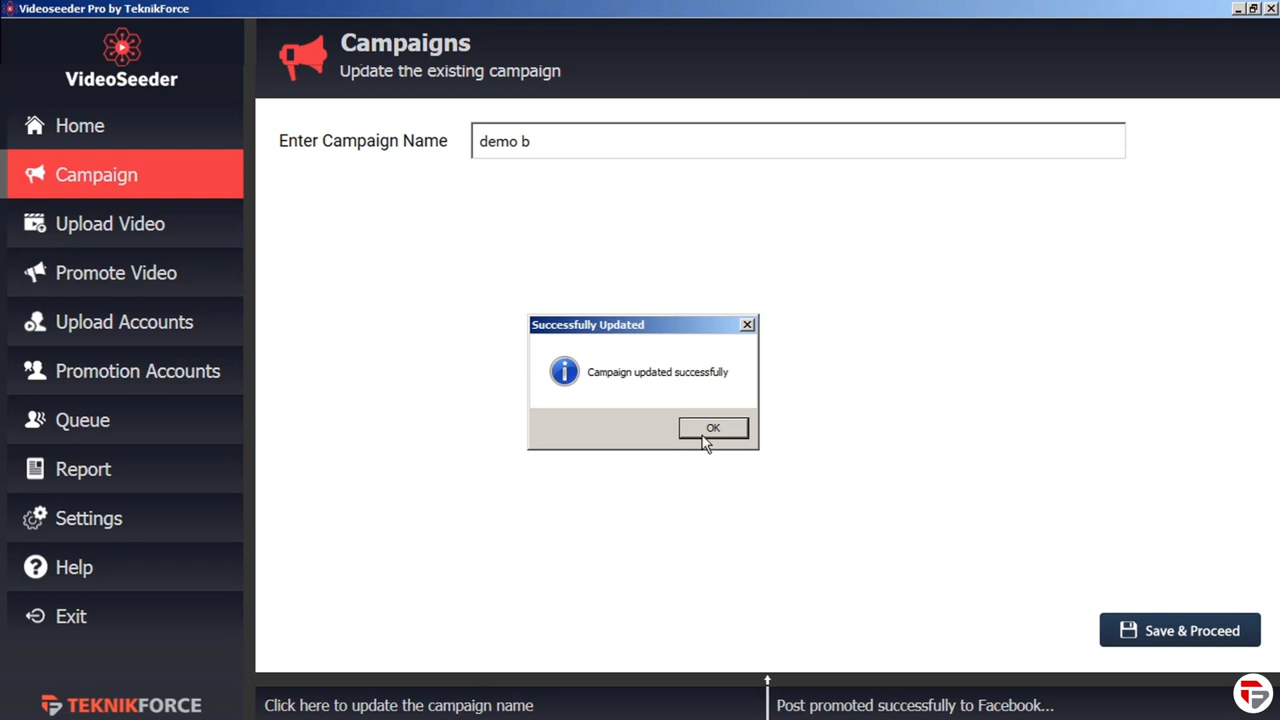 Videoseeder Pro by TeknikForce
VideoSeeder
Home
Campaign
Upload Video
Promote Video
Upload Accounts
Promotion Accounts
Queue
Report
Settings
Help
Exit
TEKNIKFORCE
Campaigns
Update the existing campaign
Enter Campaign Name
demo b
Successfully Updated
Campaign updated successfully
OK
Save & Proceed
Click here to update the campaign name
Post promoted successfully to Facebook...